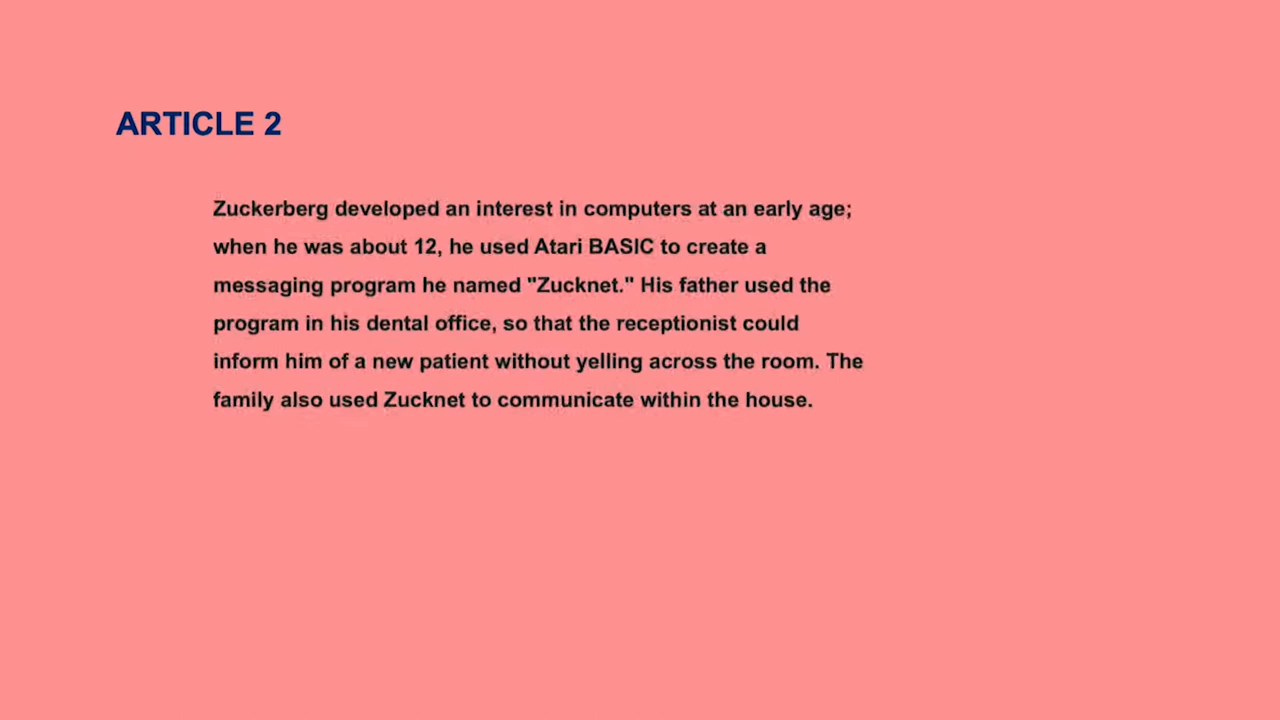 ARTICLE 2
Zuckerberg developed an interest in computers at an early age;
when he was about 12, he used Atari BASIC to create a
messaging program he named "Zucknet." His father used the
program in his dental office, so that the receptionist could
inform him of a new patient without yelling across the room. The
family also used Zucknet to communicate within the house.